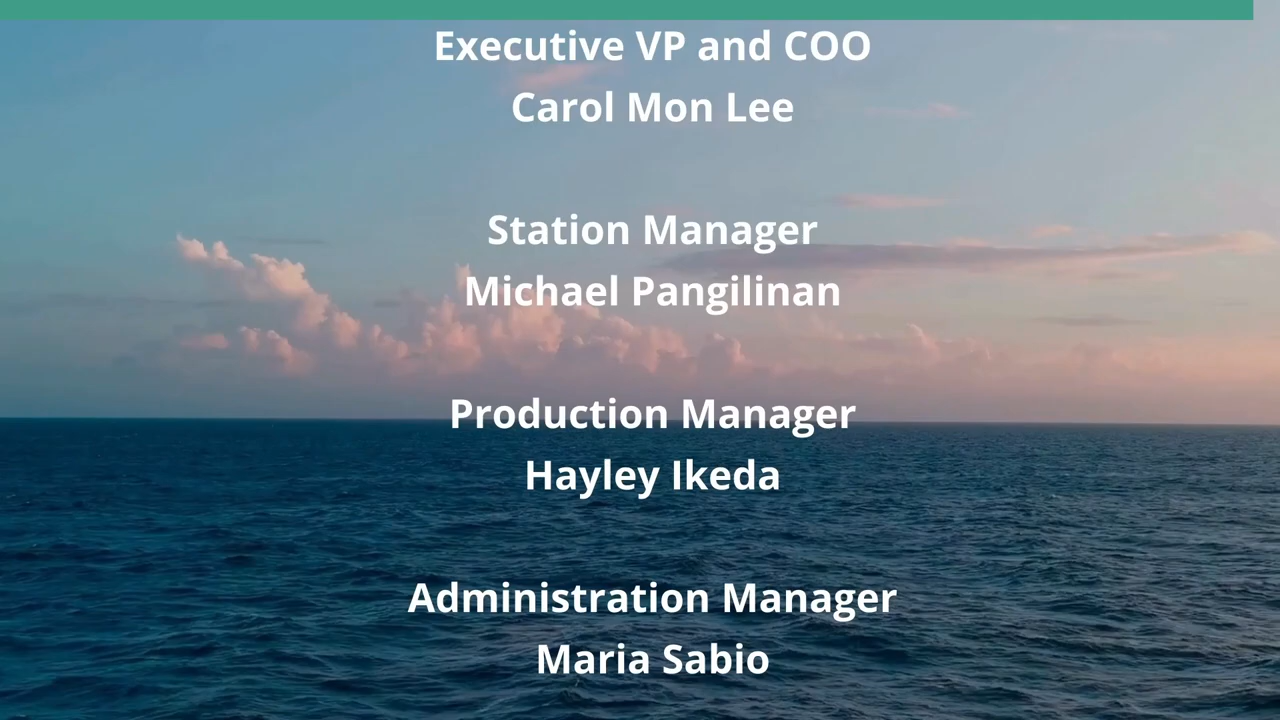 Executive VP and COO
Carol Mon Lee
Station Manager
Michael Pangilinan
Production Manager
Hayley Ikeda
Administration Manager
Maria Sabio